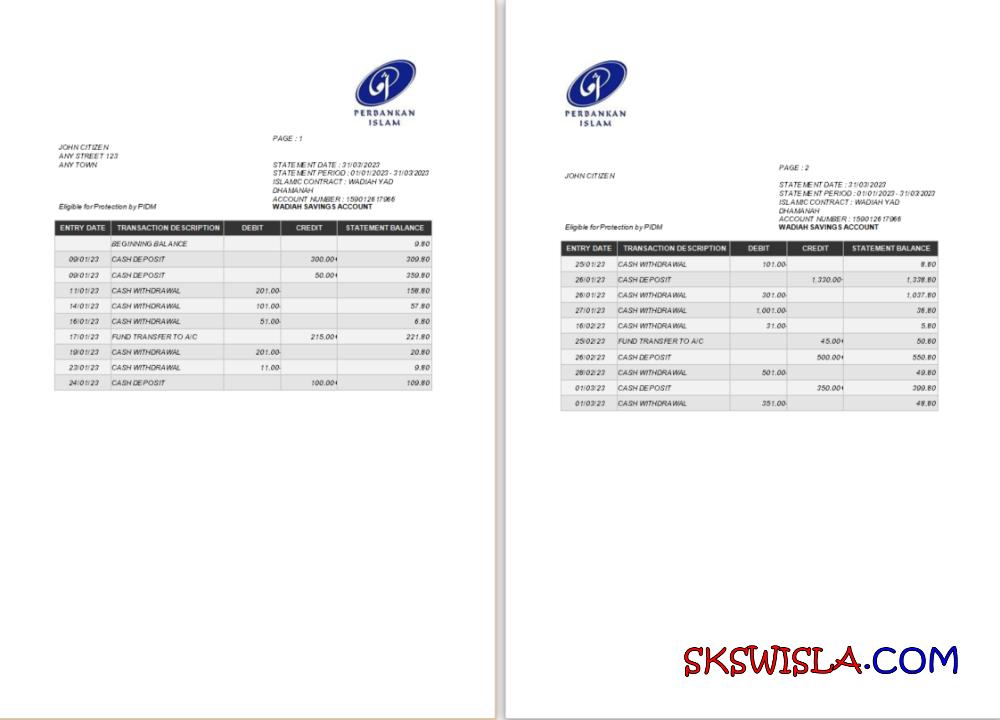 PERBANKAN
ISLAM
PAGE : 1
JOHN CITIZEN
ANY STREET 123
ANY TOWN
STATEMENT DATE : 31/03/2023
STATEMENT PERIOD : 01/01/2023 - 31/03/2023
ISLAMIC CONTRACT : WADIAH YAD
DHAMANAH
ACCOUNT NUMBER : 159012617966
Eligible for Protection by PIDM WADIAH SAVINGS ACCOUNT
ENTRY DATE TRANSACTION DESCRIPTION DEBIT CREDIT STATEMENT BALANCE
BEGINNING BALANCE 9.80
09/01/23 CASH DEPOSIT 300.00+ 309.80
09/01/23 CASH DEPOSIT 50.00+ 359.80
11/01/23 CASH WITHDRAWAL 201.00- 158.80
14/01/23 CASH WITHDRAWAL 101.00- 57.80
16/01/23 CASH WITHDRAWAL 51.00- 6.80
17/01/23 FUND TRANSFER TO A/C 215.00+ 221.80
19/01/23 CASH WITHDRAWAL 201.00- 20.80
23/01/23 CASH WITHDRAWAL 11.00- 9.80
24/01/23 CASH DEPOSIT 100.00+ 109.80
PERBANKAN
ISLAM
PAGE : 2
JOHN CITIZEN
STATEMENT DATE : 31/03/2023
STATEMENT PERIOD : 01/01/2023 - 31/03/2023
ISLAMIC CONTRACT : WADIAH YAD
DHAMANAH
ACCOUNT NUMBER : 159012617966
Eligible for Protection by PIDM WADIAH SAVINGS ACCOUNT
ENTRY DATE TRANSACTION DESCRIPTION DEBIT CREDIT STATEMENT BALANCE
25/01/23 CASH WITHDRAWAL 101.00- 8.80
26/01/23 CASH DEPOSIT 1,330.00- 1,338.80
26/01/23 CASH WITHDRAWAL 301.00- 1,037.80
27/01/23 CASH WITHDRAWAL 1,001.00- 36.80
16/02/23 CASH WITHDRAWAL 31.00- 5.80
25/02/23 FUND TRANSFER TO A/C 45.00+ 50.80
26/02/23 CASH DEPOSIT 500.00+ 550.80
28/02/23 CASH WITHDRAWAL 501.00- 49.80
01/03/23 CASH DEPOSIT 350.00+ 399.80
01/03/23 CASH WITHDRAWAL 351.00- 48.80
SKSWISLA.COM